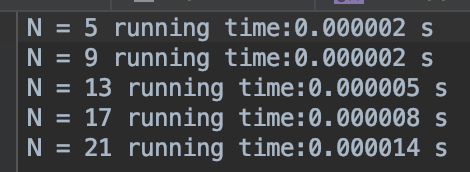 N = 5 running time:0.000002 s
N = 9 running time:0.000002 s
N = 13 running time:0.000005 s
N = 17 running time:0.000008 s
N = 21 running time:0.000014 s